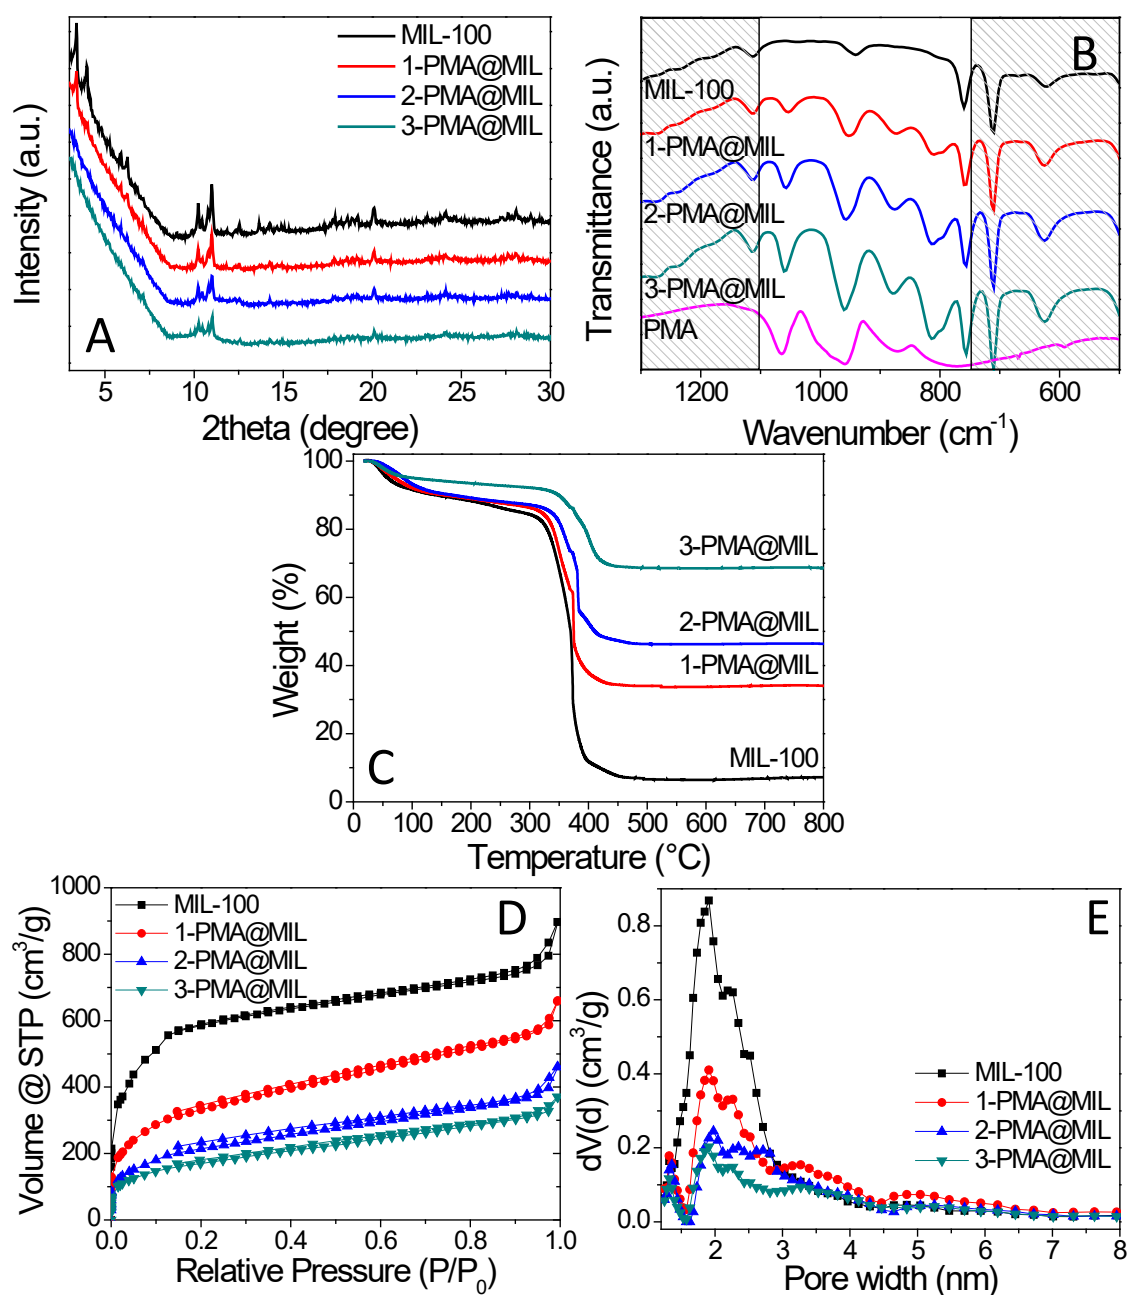 Intensity (a.u.)
MIL-100
1-PMA@MIL
2-PMA@MIL
3-PMA@MIL
A
5 10 15 20 25 30
2theta (degree)
Transmittance (a.u.)
B
MIL-100
1-PMA@MIL
2-PMA@MIL
3-PMA@MIL
PMA
1200 1000 800 600
Wavenumber (cm⁻¹)
Weight (%)
100
80
60
40
20
0
3-PMA@MIL
2-PMA@MIL
1-PMA@MIL
MIL-100
C
0 100 200 300 400 500 600 700 800
Temperature (°C)
Volume @ STP (cm³/g)
1000
800
600
400
200
0
MIL-100
1-PMA@MIL
2-PMA@MIL
3-PMA@MIL
D
0.0 0.2 0.4 0.6 0.8 1.0
Relative Pressure (P/P₀)
dV(d) (cm³/g)
0.8
0.6
0.4
0.2
0.0
E
MIL-100
1-PMA@MIL
2-PMA@MIL
3-PMA@MIL
2 3 4 5 6 7 8
Pore width (nm)